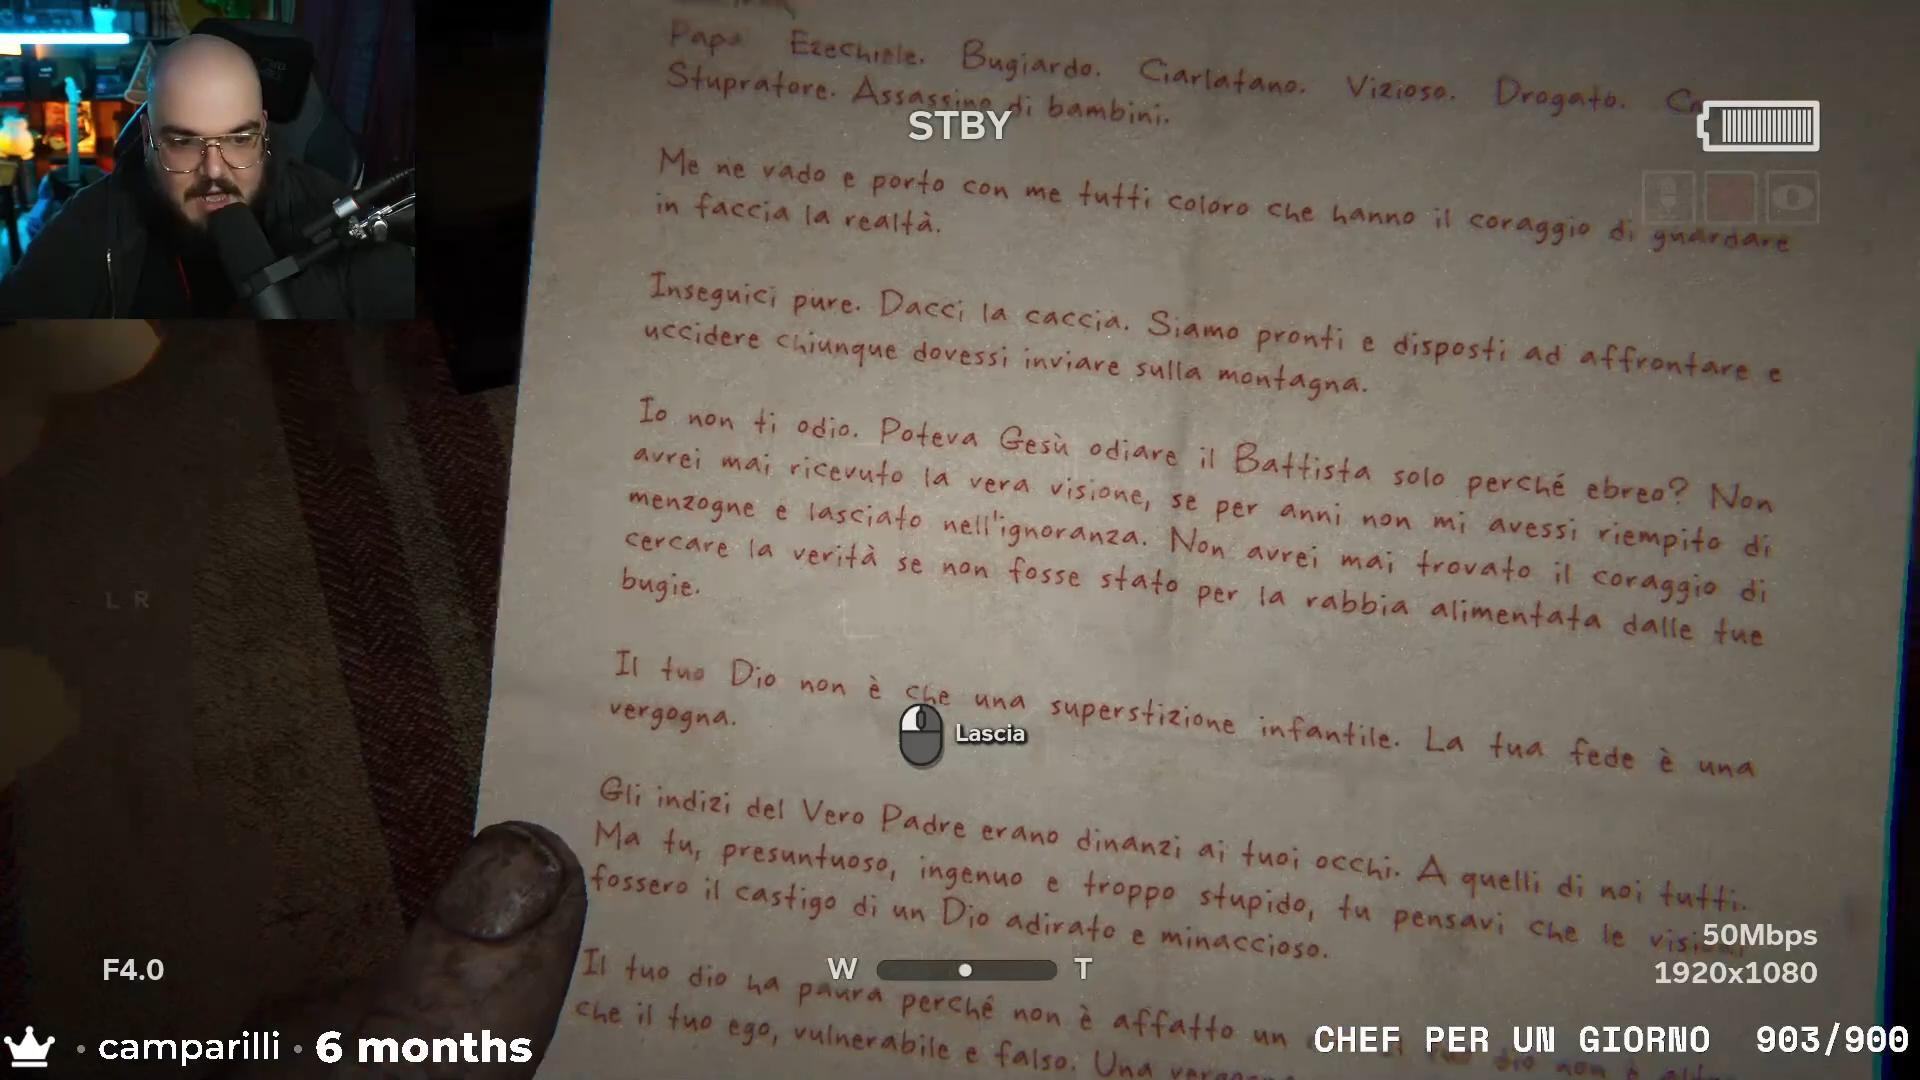 Papa Ezechiele. Bugiardo. Ciarlatano. Vizioso. Drogato.
Stupratore. Assassino di bambini.
STBY
Me ne vado e porto con me tutti coloro che hanno il coraggio di guardare
in faccia la realtà.
Inseguici pure. Dacci la caccia. Siamo pronti e disposti ad affrontare e
uccidere chiunque dovessi inviare sulla montagna.
Io non ti odio. Poteva Gesù odiare il Battista solo perché ebreo? Non
avrei mai ricevuto la vera visione, se per anni non mi avessi riempito di
menzogne e lasciato nell'ignoranza. Non avrei mai trovato il coraggio di
cercare la verità se non fosse stato per la rabbia alimentata dalle tue
bugie.
L R
Il tuo Dio non è che una superstizione infantile. La tua fede è una
vergogna.
Lascia
Gli indizi del Vero Padre erano dinanzi ai tuoi occhi. A quelli di noi tutti.
Ma tu, presuntuoso, ingenuo e troppo stupido, tu pensavi che le
fossero il castigo di un Dio adirato e minaccioso.
50Mbps
1920x1080
F4.0
W T
Il tuo dio ha paura perché non è affatto un
che il tuo ego, vulnerabile e falso. Una
camparilli • 6 months
CHEF PER UN GIORNO 903/900